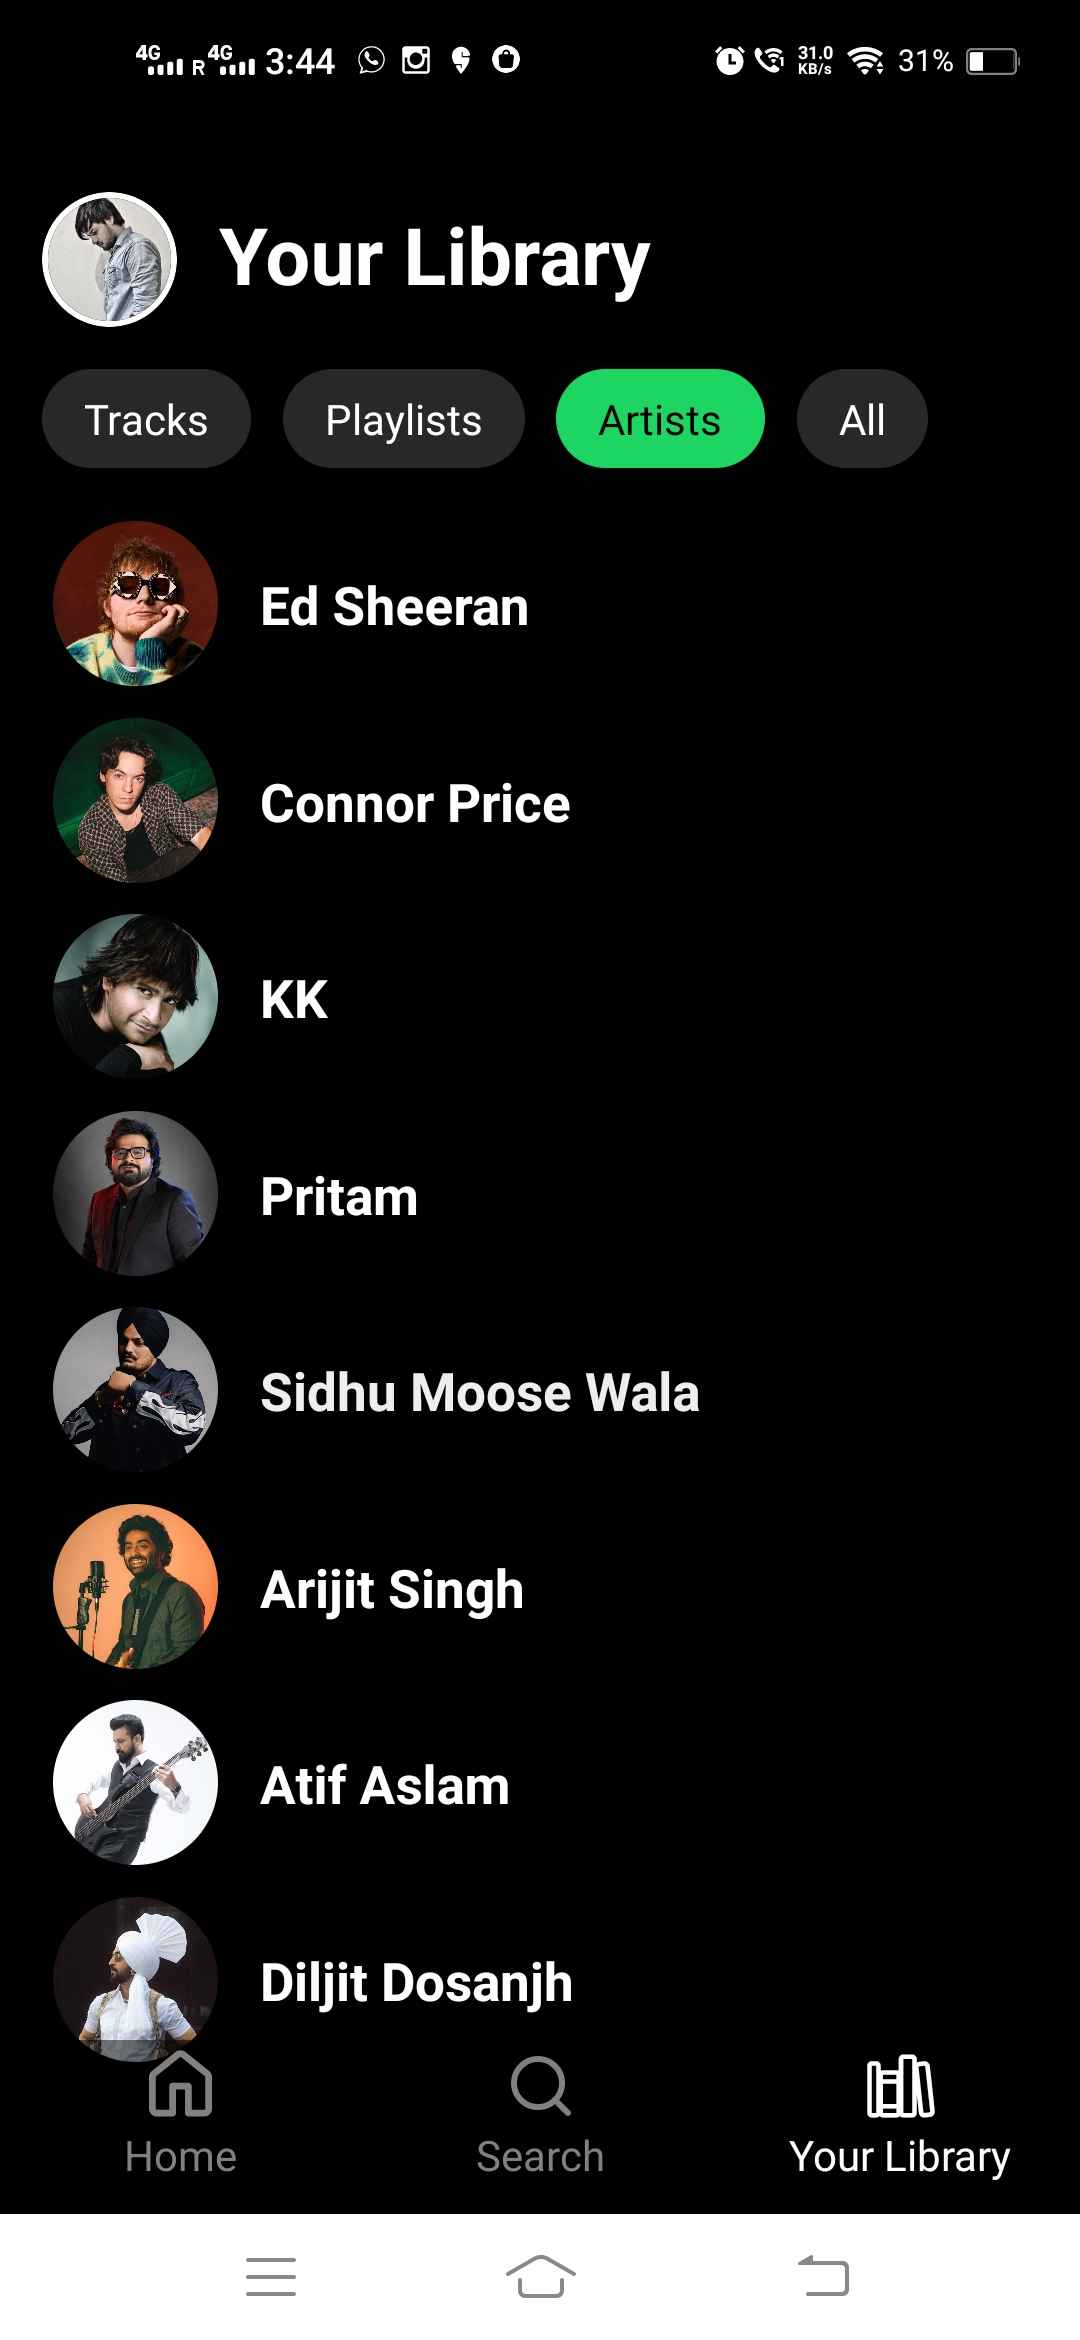 4G R 4G 3:44 31.0 KB/s 31%
Your Library
Tracks Playlists Artists All
Ed Sheeran
Connor Price
KK
Pritam
Sidhu Moose Wala
Arijit Singh
Atif Aslam
Diljit Dosanjh
Home Search Your Library